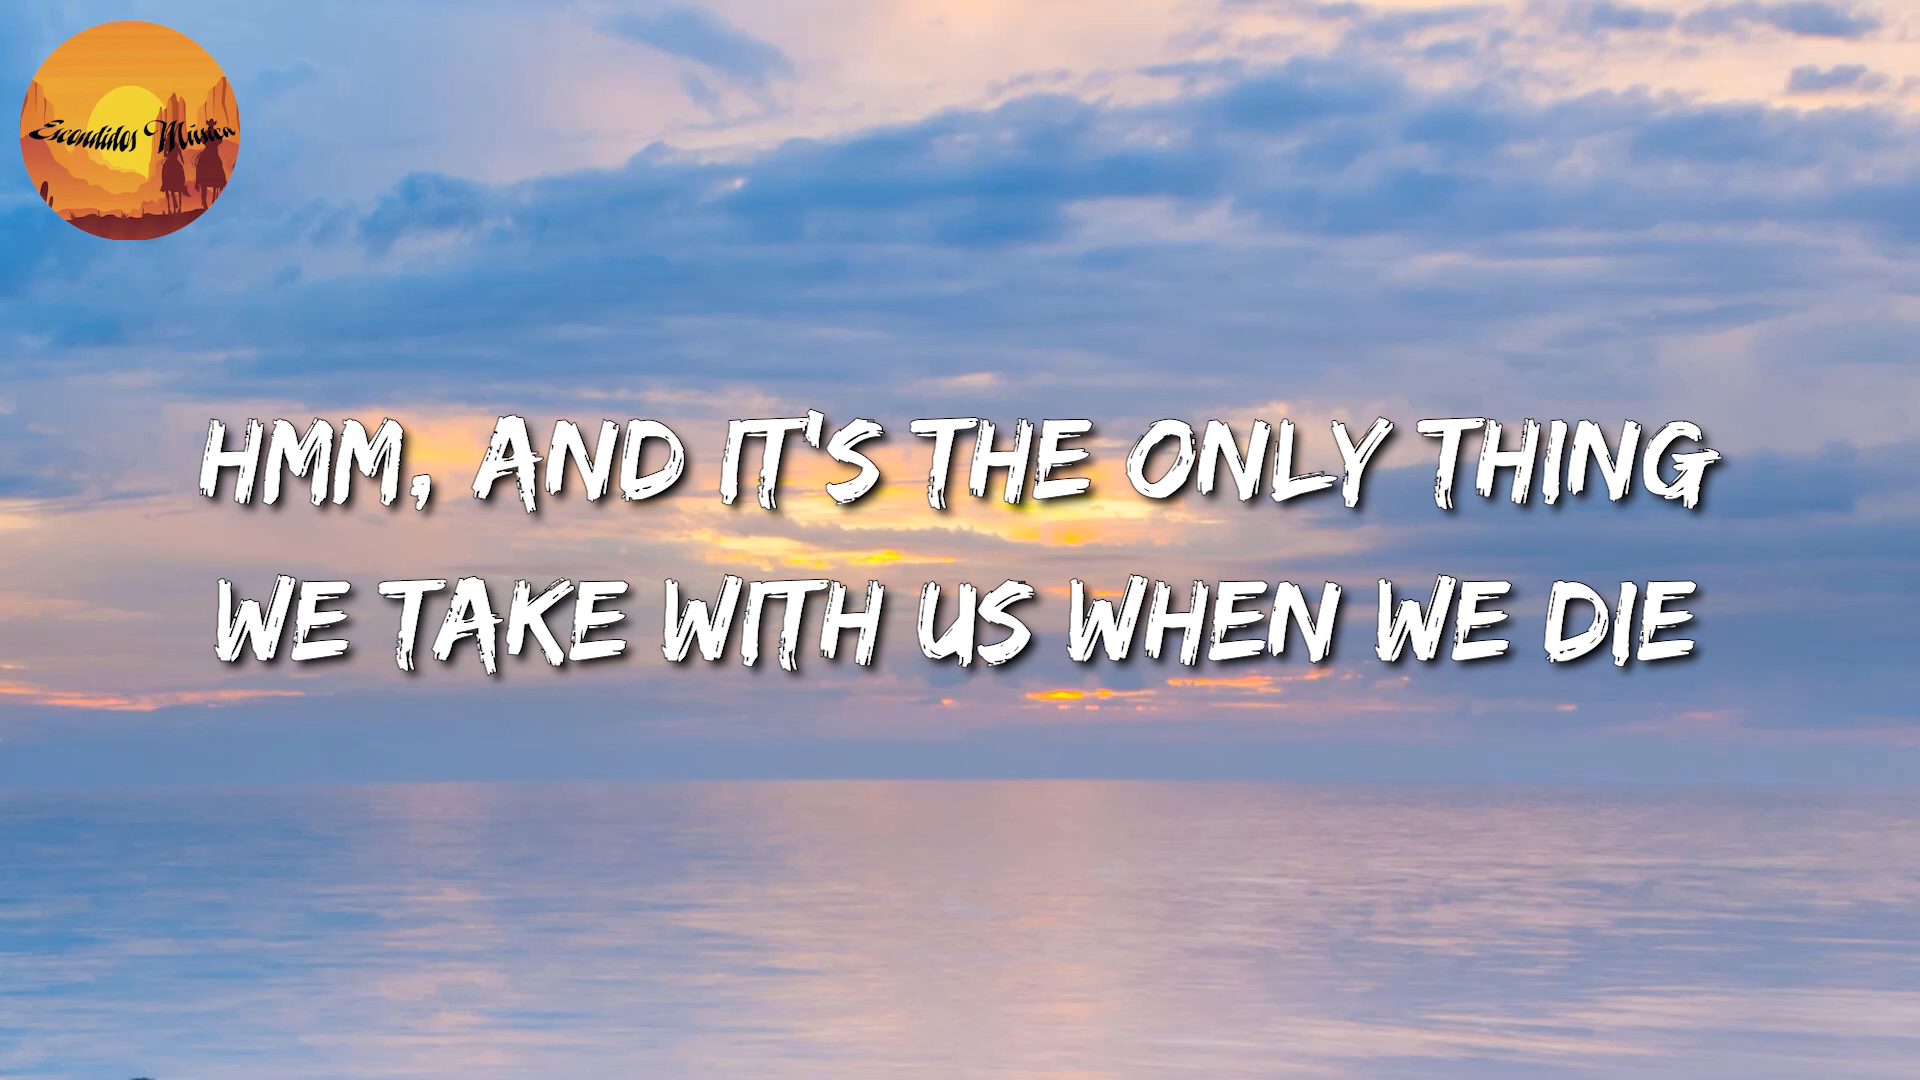 Escondidos Música
HMM, AND IT'S THE ONLY THING
WE TAKE WITH US WHEN WE DIE